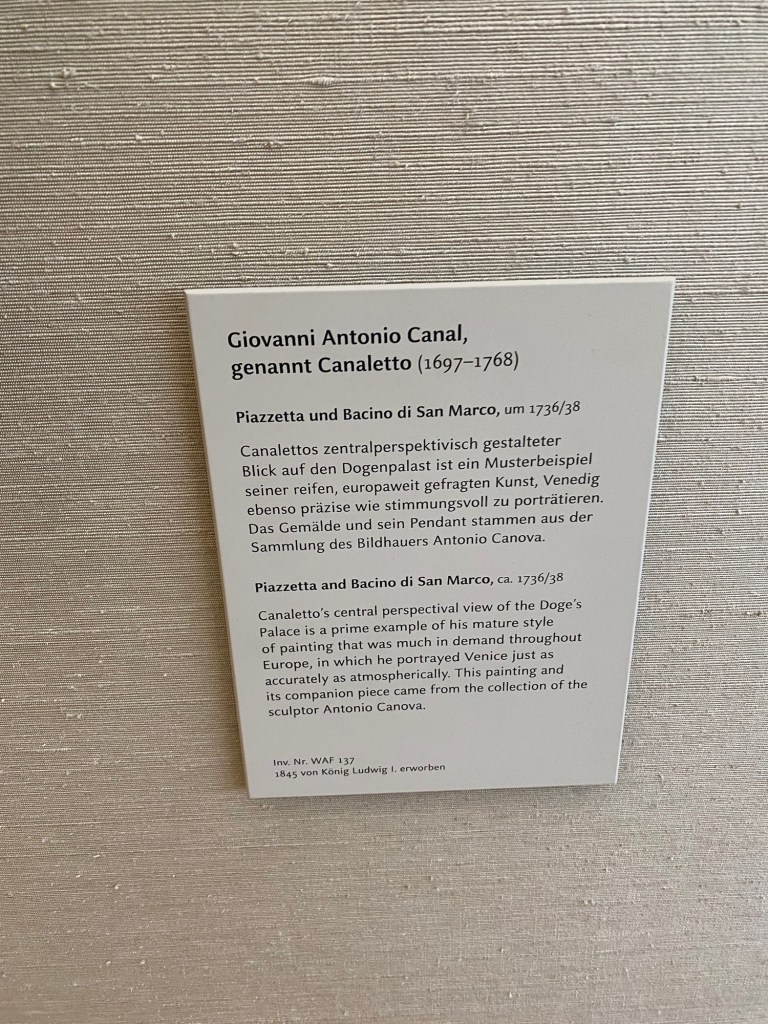 Giovanni Antonio Canal,
genannt Canaletto (1697–1768)
Piazzetta und Bacino di San Marco, um 1736/38
Canalettos zentralperspektivisch gestalteter
Blick auf den Dogenpalast ist ein Musterbeispiel
seiner reifen, europaweit gefragten Kunst, Venedig
ebenso präzise wie stimmungsvoll zu porträtieren.
Das Gemälde und sein Pendant stammen aus der
Sammlung des Bildhauers Antonio Canova.
Piazzetta and Bacino di San Marco, ca. 1736/38
Canaletto's central perspectival view of the Doge's
Palace is a prime example of his mature style
of painting that was much in demand throughout
Europe, in which he portrayed Venice just as
accurately as atmospherically. This painting and
its companion piece came from the collection of the
sculptor Antonio Canova.
Inv. Nr. WAF 137
1845 von König Ludwig I. erworben